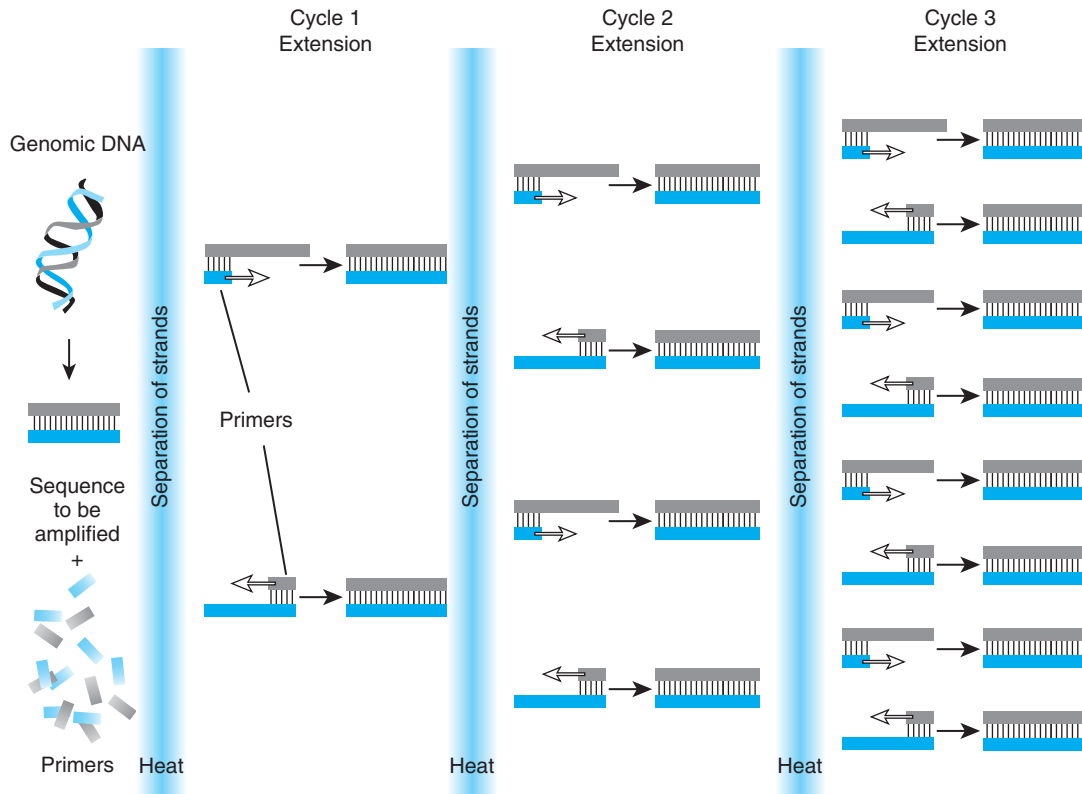 Cycle 1
Extension
Cycle 2
Extension
Cycle 3
Extension
Genomic DNA
Separation of strands
Separation of strands
Separation of strands
Primers
Sequence
to be
amplified
+
Primers
Heat
Heat
Heat